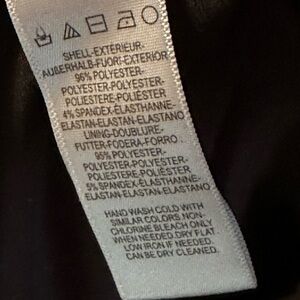 SHELL-EXTERIEUR-
AUßERHALB-FUORI-EXTERIOR
96% POLYESTER-
POLYESTER-POLYESTER-
POLIESTERE-POLIÉSTER
4% SPANDEX-ÉLASTHANNE-
ELASTAN-ELASTAN-ELASTANO
LINING-DOUBLURE-
FUTTER-FODERA-FORRO
95% POLYESTER-
POLYESTER-POLYESTER-
POLIESTERE-POLIÉSTER
5% SPANDEX-ÉLASTHANNE-
ELASTAN-ELASTAN-ELASTANO
HAND WASH COLD WITH
SIMILAR COLORS NON-
CHLORINE BLEACH ONLY
WHEN NEEDED.DRY FLAT.
LOW IRON IF NEEDED.
CAN BE DRY CLEANED.